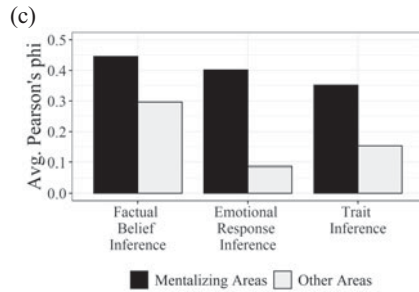 (c)
Avg. Pearson's phi
0.5
0.4
0.3
0.2
0.1
0.0
Factual
Belief
Inference
Emotional
Response
Inference
Trait
Inference
Mentalizing Areas
Other Areas